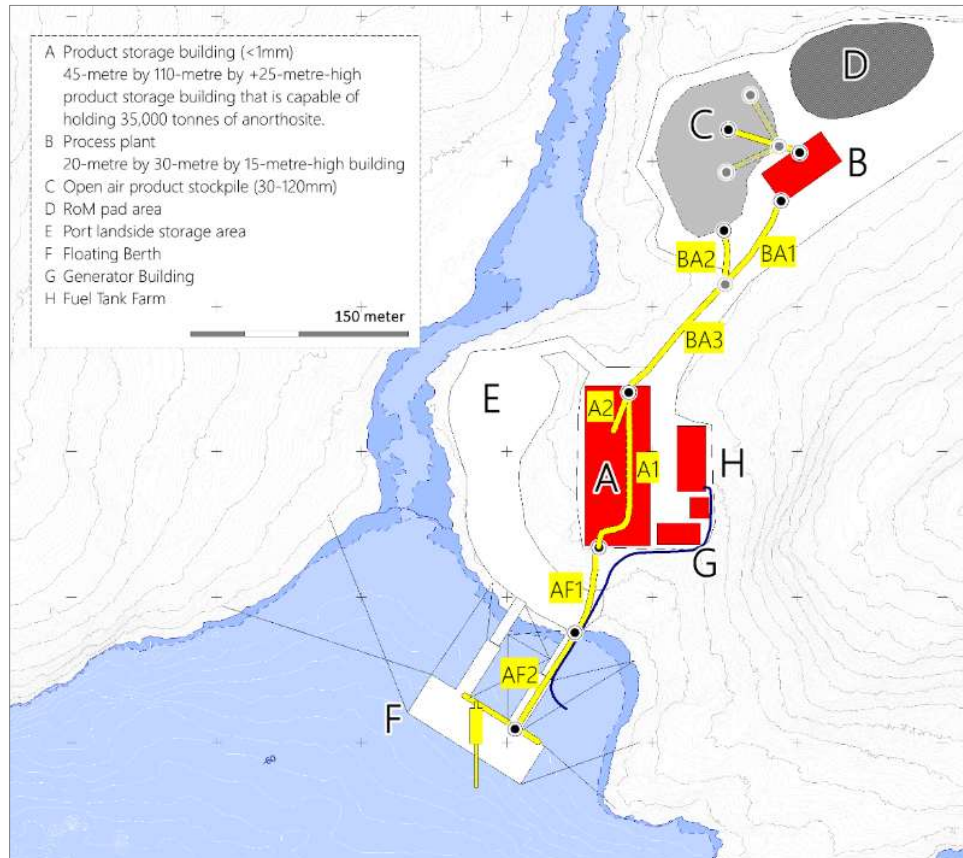 A Product storage building (<1mm)
45-metre by 110-metre by +25-metre-high
product storage building that is capable of
holding 35,000 tonnes of anorthosite.
B Process plant
20-metre by 30-metre by 15-metre-high building
C Open air product stockpile (30-120mm)
D RoM pad area
E Port landside storage area
F Floating Berth
G Generator Building
H Fuel Tank Farm
150 meter
D
C
B
BA2
BA1
BA3
E
A2
A
A1
H
G
AF1
AF2
F
-60